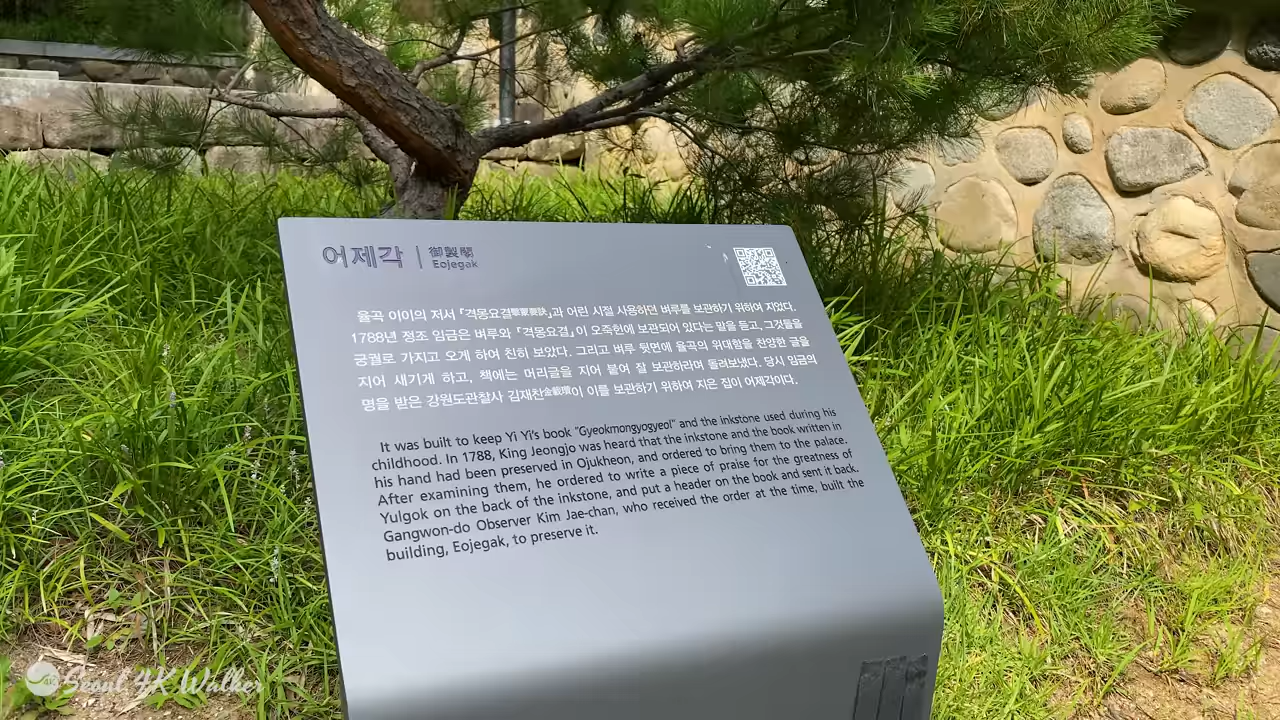 어제각 | 御製閣
Eojegak
율곡 이이의 저서 「격몽요결擊蒙要訣」과 어린 시절 사용하던 벼루를 보관하기 위하여 지었다.
1788년 정조 임금은 벼루와 「격몽요결」이 오죽헌에 보관되어 있다는 말을 듣고, 그것들을
궁궐로 가지고 오게 하여 친히 보았다. 그리고 벼루 뒷면에 율곡의 위대함을 찬양한 글을
지어 새기게 하고, 책에는 머리글을 지어 붙여 잘 보관하라며 돌려보냈다. 당시 임금의
명을 받은 강원도관찰사 김재찬金載瓚이 이를 보관하기 위하여 지은 집이 어제각이다.
It was built to keep Yi Yi's book "Gyeokmongyogyeol" and the inkstone used during his
childhood. In 1788, King Jeongjo was heard that the inkstone and the book written in
his hand had been preserved in Ojukheon, and ordered to bring them to the palace.
After examining them, he ordered to write a piece of praise for the greatness of
Yulgok on the back of the inkstone, and put a header on the book and sent it back.
Gangwon-do Observer Kim Jae-chan, who received the order at the time, built the
building, Eojegak, to preserve it.
4K Seoul 4K Walker